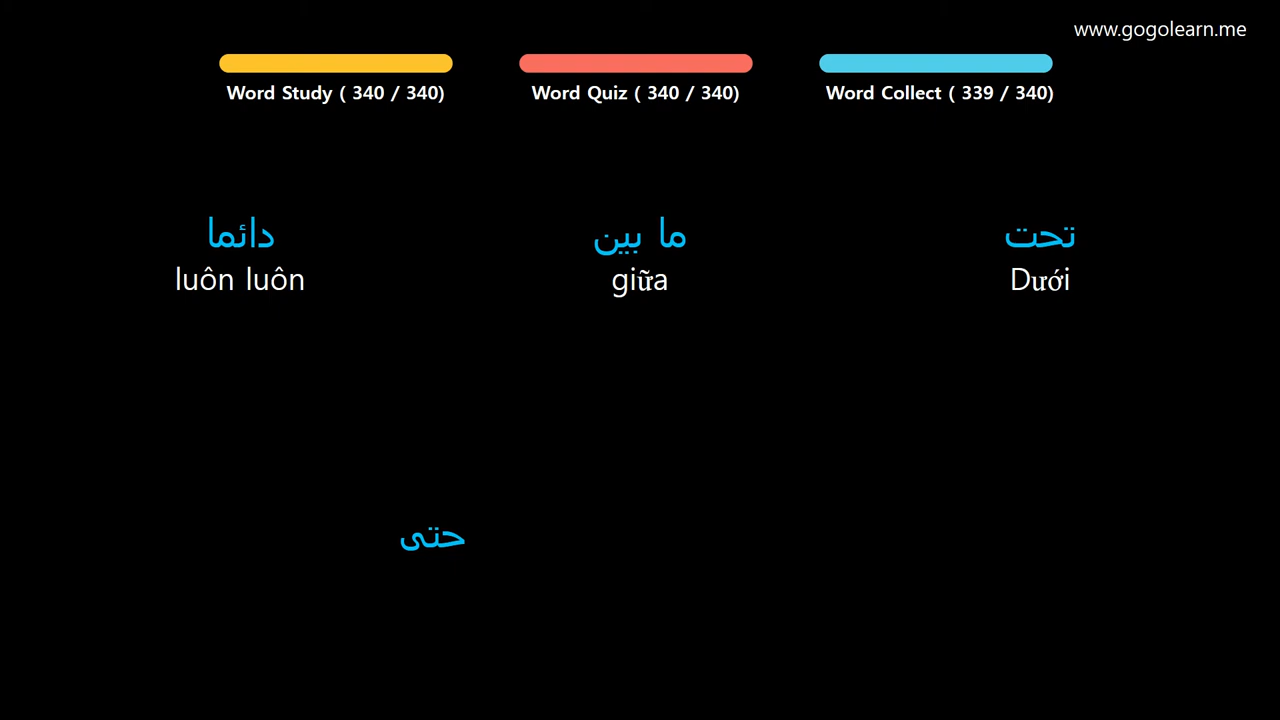 www.gogolearn.me
Word Study ( 340 / 340)
Word Quiz ( 340 / 340)
Word Collect ( 339 / 340)
دائما
luôn luôn
ما بين
giữa
تحت
Dưới
حتى